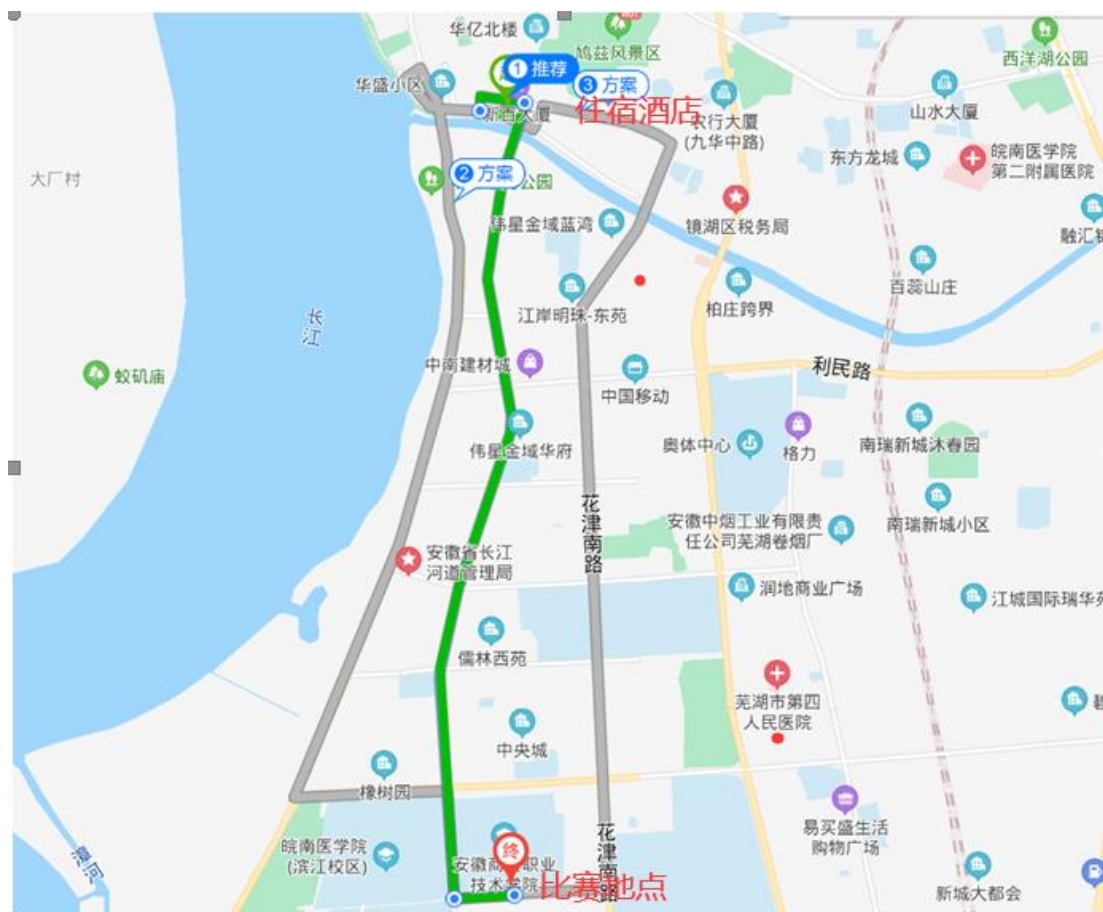 华亿北楼
鸠兹风景区
西洋湖公园
1 推荐
华盛小区
3 方案
住宿酒店
新百大厦
农行大厦
(九华中路)
山水大厦
东方龙城
皖南医学院
第二附属医院
大厂村
2 方案
公园
镜湖区税务局
伟星金域蓝湾
融汇锦
百蕊山庄
江岸明珠-东苑
柏庄跨界
长江
中南建材城
利民路
蛟矶庙
中国移动
奥体中心
格力
南瑞新城沐春园
伟星金域华府
花津南路
安徽中烟工业有限责
任公司芜湖卷烟厂
南瑞新城小区
安徽省长江
河道管理局
润地商业广场
江城国际瑞华苑
儒林西苑
芜湖市第四
人民医院
碧
中央城
橡树园
易买盛生活
购物广场
花津南路
皖南医学院
(滨江校区)
终
安徽商 职业
技术学院
比赛地点
漳河
新城大都会